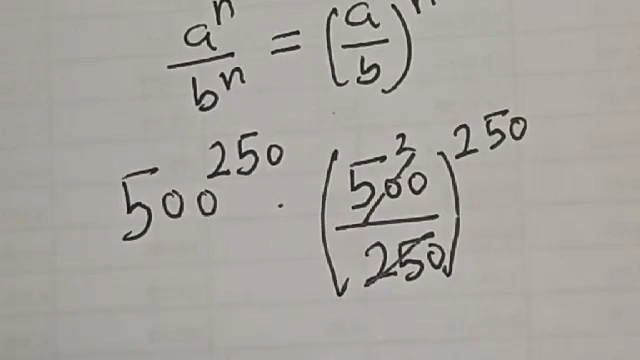 aⁿ/bⁿ = (a/b)ⁿ
500²⁵⁰ · (500/250)²⁵⁰ 2